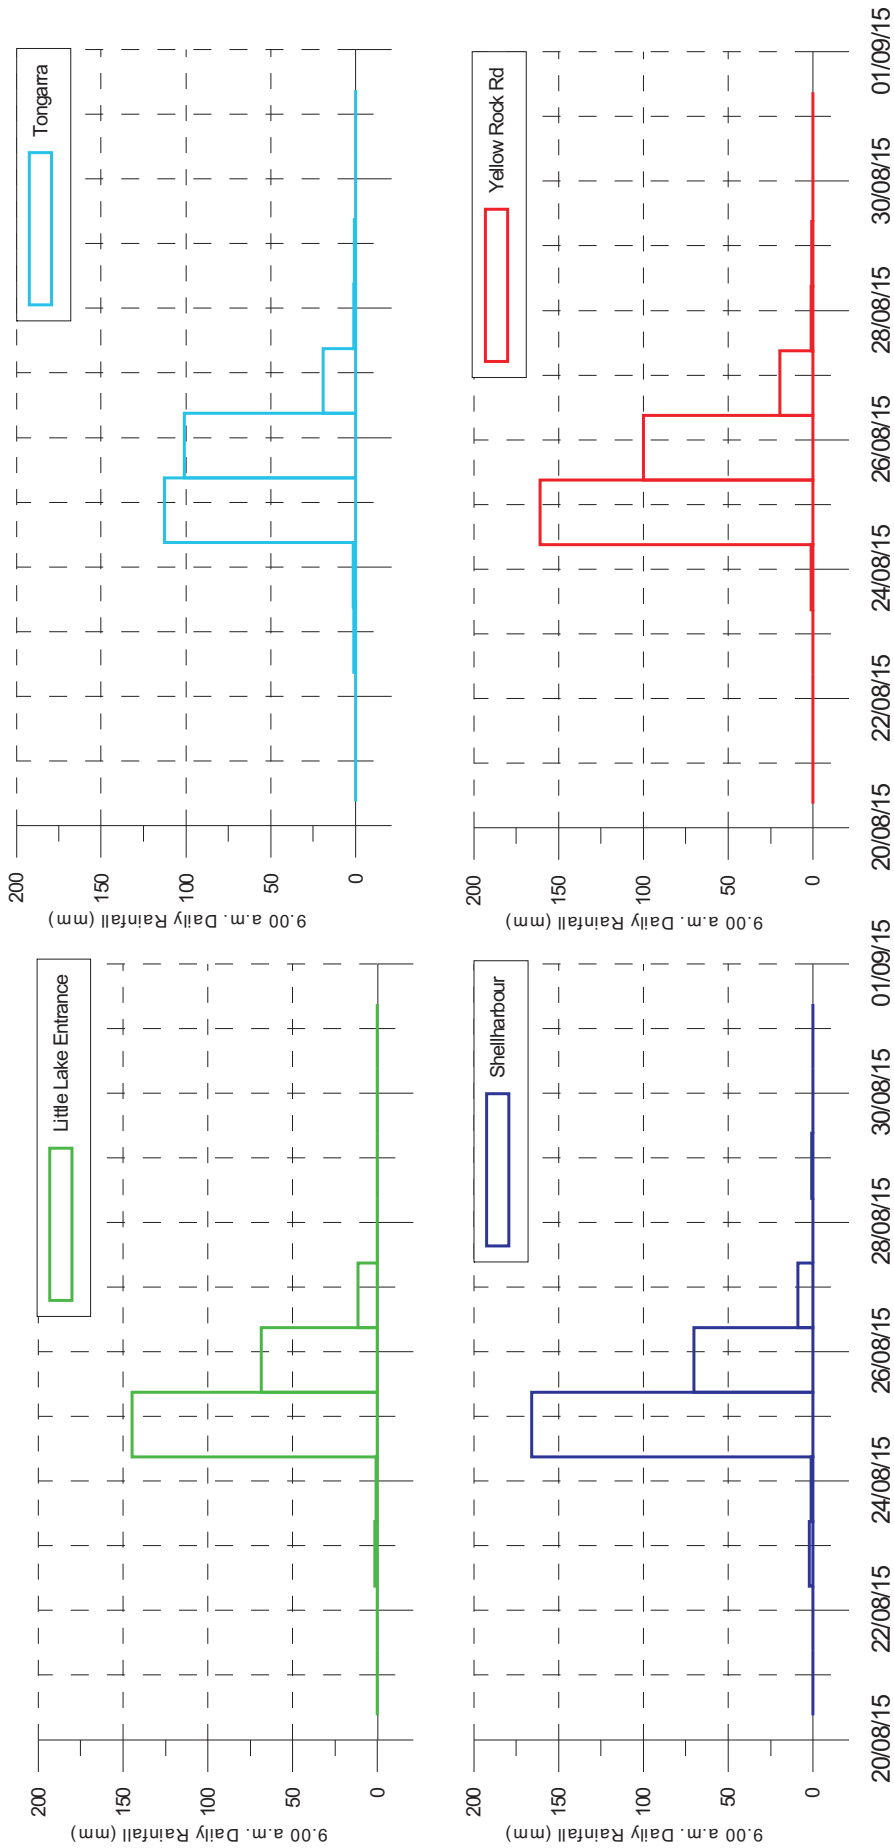 Little Lake Entrance
200
150
100
50
0
9.00 a.m. Daily Rainfall (mm)
Tongarra
200
150
100
50
0
9.00 a.m. Daily Rainfall (mm)
Shellharbour
200
150
100
50
0
9.00 a.m. Daily Rainfall (mm)
20/08/15 22/08/15 24/08/15 26/08/15 28/08/15 30/08/15 01/09/15
Yellow Rock Rd
200
150
100
50
0
9.00 a.m. Daily Rainfall (mm)
20/08/15 22/08/15 24/08/15 26/08/15 28/08/15 30/08/15 01/09/15